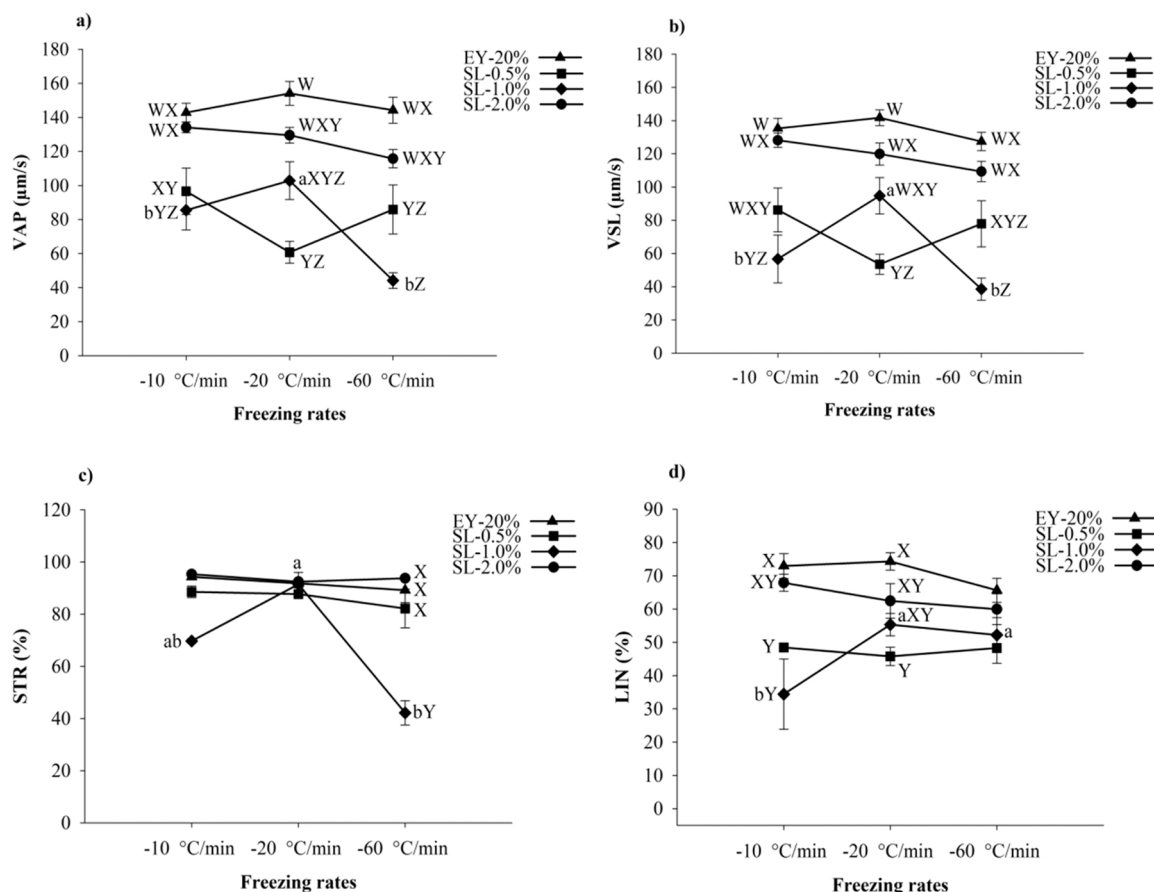 a)
VAP (µm/s)
180
160
140
120
100
80
60
40
20
0
EY-20%
SL-0.5%
SL-1.0%
SL-2.0%
WX
W
WX
WX
WXY
WXY
XY
bYZ
aXYZ
YZ
YZ
bZ
-10 °C/min -20 °C/min -60 °C/min
Freezing rates
b)
VSL (µm/s)
180
160
140
120
100
80
60
40
20
0
EY-20%
SL-0.5%
SL-1.0%
SL-2.0%
W
W
WX
WX
WX
WX
WXY
aWXY
XYZ
bYZ
YZ
bZ
-10 °C/min -20 °C/min -60 °C/min
Freezing rates
c)
STR (%)
120
100
80
60
40
20
0
EY-20%
SL-0.5%
SL-1.0%
SL-2.0%
a
X
X
X
ab
bY
-10 °C/min -20 °C/min -60 °C/min
Freezing rates
d)
LIN (%)
90
80
70
60
50
40
30
20
10
0
EY-20%
SL-0.5%
SL-1.0%
SL-2.0%
X
X
XY
XY
aXY
a
Y
Y
bY
-10 °C/min -20 °C/min -60 °C/min
Freezing rates